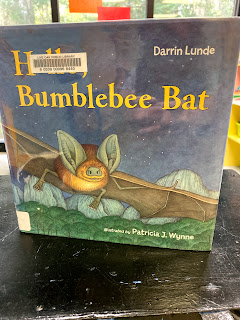 Darrin Lunde
Bumblebee Bat
illustrated by Patricia J. Wynne